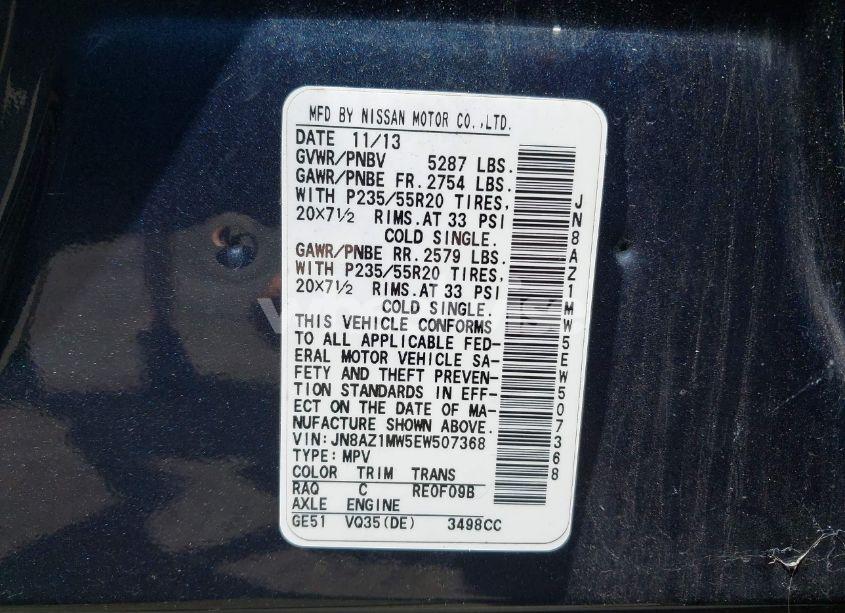 MFD BY NISSAN MOTOR CO.,LTD.
DATE 11/13
GVWR/PNBV 5287 LBS.
GAWR/PNBE FR. 2754 LBS.
WITH P235/55R20 TIRES,
20X7½ RIMS. AT 33 PSI
COLD SINGLE.
GAWR/PNBE RR. 2579 LBS.
WITH P235/55R20 TIRES,
20X7½ RIMS. AT 33 PSI
COLD SINGLE.
THIS VEHICLE CONFORMS
TO ALL APPLICABLE FED-
ERAL MOTOR VEHICLE SA-
FETY AND THEFT PREVEN-
TION STANDARDS IN EFF-
ECT ON THE DATE OF MA-
NUFACTURE SHOWN ABOVE.
VIN:JN8AZ1MW5EW507368
TYPE:MPV
COLOR TRIM TRANS
RAQ C RE0F09B
AXLE ENGINE
GE51 VQ35(DE) 3498CC
JN8AZ1MW5EW507368